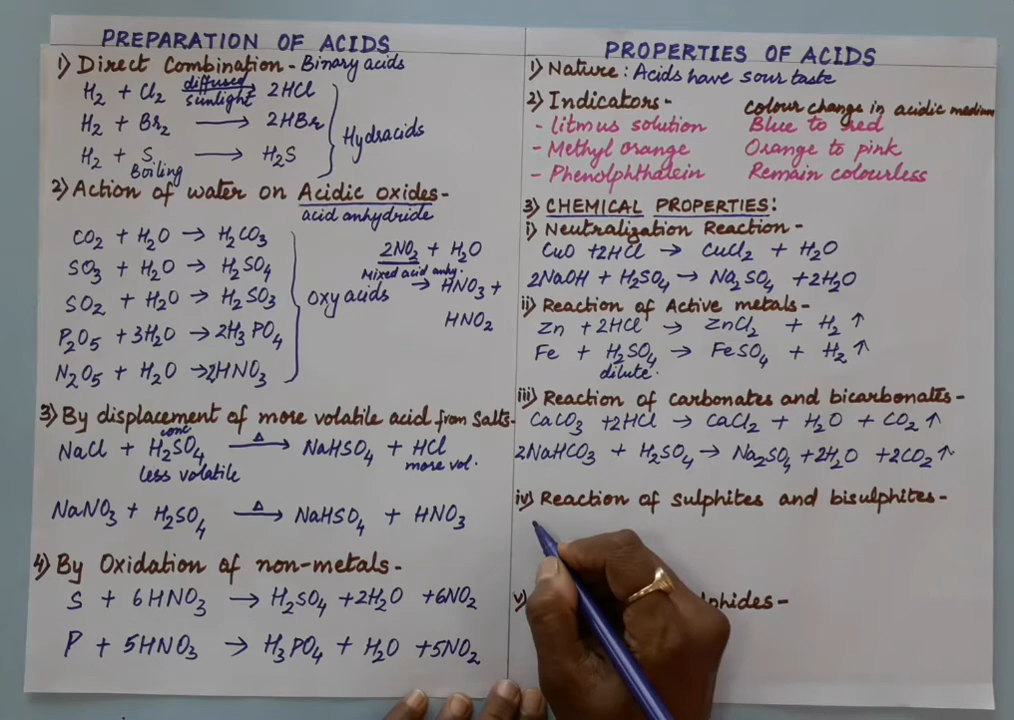 PREPARATION OF ACIDS
1) Direct Combination - Binary acids
H₂ + Cl₂ diffused sunlight → 2HCl
H₂ + Br₂ → 2HBr
H₂ + S → H₂S
Boiling
Hydracids
2) Action of water on Acidic oxides -
acid anhydride
CO₂ + H₂O → H₂CO₃
SO₃ + H₂O → H₂SO₄
SO₂ + H₂O → H₂SO₃
P₂O₅ + 3H₂O → 2H₃PO₄
N₂O₅ + H₂O → 2HNO₃
Oxyacids
2NO₂ + H₂O
Mixed acid anhy.
→ HNO₃ +
HNO₂
3) By displacement of more volatile acid from salts -
conc
NaCl + H₂SO₄ Δ → NaHSO₄ + HCl
less volatile more vol.
NaNO₃ + H₂SO₄ Δ → NaHSO₄ + HNO₃
4) By Oxidation of non-metals -
S + 6HNO₃ → H₂SO₄ + 2H₂O + 6NO₂
P + 5HNO₃ → H₃PO₄ + H₂O + 5NO₂
PROPERTIES OF ACIDS
1) Nature: Acids have sour taste
2) Indicators - colour change in acidic medium
- Litmus solution Blue to red
- Methyl orange Orange to pink
- Phenolphthalein Remain colourless
3) CHEMICAL PROPERTIES:
i) Neutralization Reaction -
CuO + 2HCl → CuCl₂ + H₂O
2NaOH + H₂SO₄ → Na₂SO₄ + 2H₂O
ii) Reaction of Active metals -
Zn + 2HCl → ZnCl₂ + H₂ ↑
Fe + H₂SO₄ → FeSO₄ + H₂ ↑
dilute.
iii) Reaction of carbonates and bicarbonates -
CaCO₃ + 2HCl → CaCl₂ + H₂O + CO₂ ↑
2NaHCO₃ + H₂SO₄ → Na₂SO₄ + 2H₂O + 2CO₂ ↑
iv) Reaction of sulphites and bisulphites -
v)